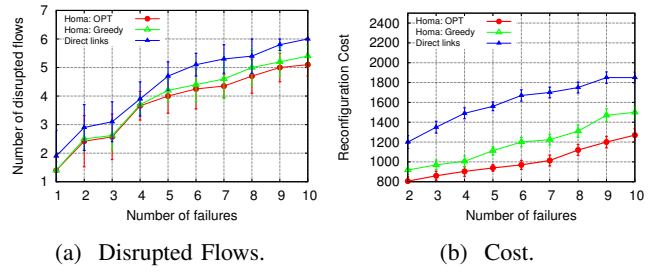 Homa: OPT
Homa: Greedy
Direct links
Number of disrupted flows
7
6
5
4
3
2
1
1 2 3 4 5 6 7 8 9 10
Number of failures
(a) Disrupted Flows.
Homa: OPT
Homa: Greedy
Direct links
Reconfiguration Cost
2400
2200
2000
1800
1600
1400
1200
1000
800
2 3 4 5 6 7 8 9 10
Number of failures
(b) Cost.